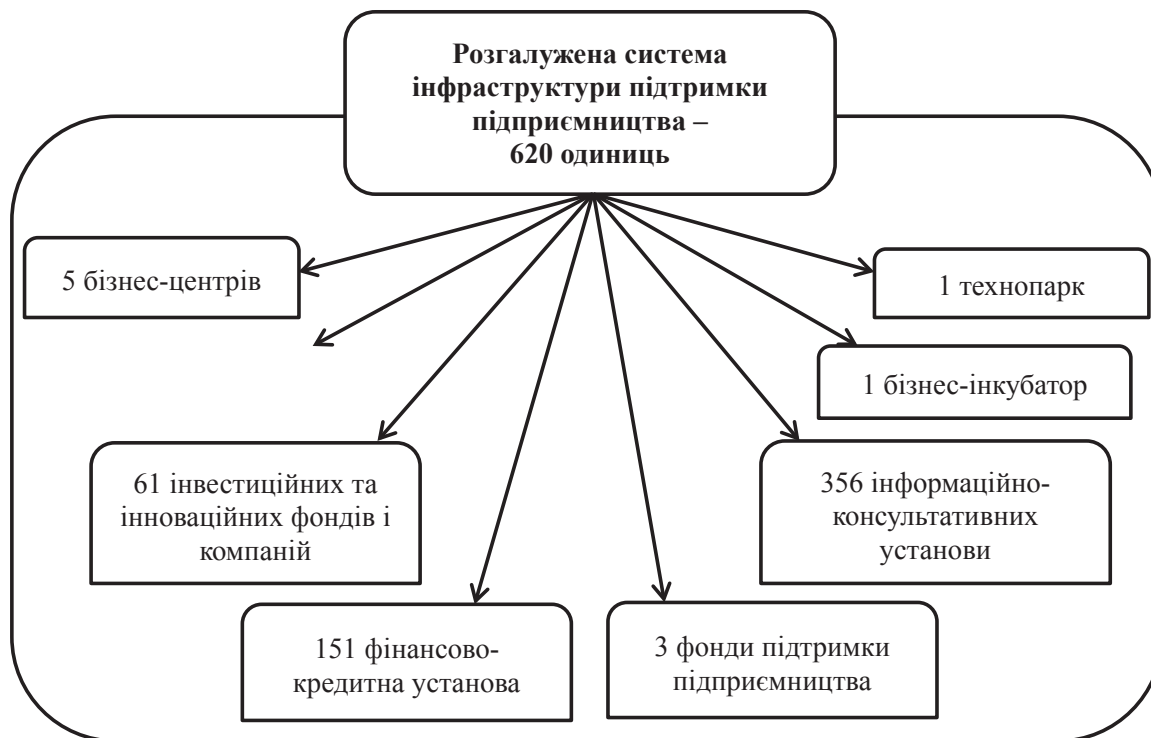 Розгалужена система
інфраструктури підтримки
підприємництва –
620 одиниць
5 бізнес-центрів
1 технопарк
1 бізнес-інкубатор
61 інвестиційних та
інноваційних фондів і
компаній
356 інформаційно-
консультативних
установи
151 фінансово-
кредитна установа
3 фонди підтримки
підприємництва